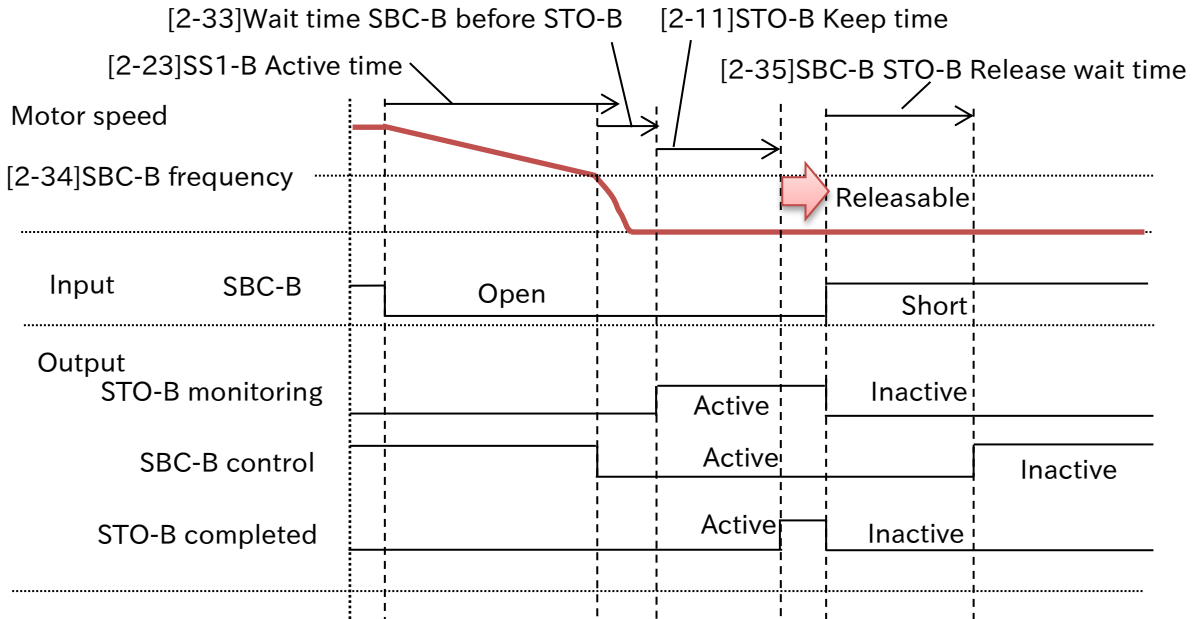 [2-33]Wait time SBC-B before STO-B
[2-11]STO-B Keep time
[2-23]SS1-B Active time
[2-35]SBC-B STO-B Release wait time
Motor speed
[2-34]SBC-B frequency
Releasable
Input
SBC-B
Open
Short
Output
STO-B monitoring
Active
Inactive
SBC-B control
Active
Inactive
STO-B completed
Active
Inactive